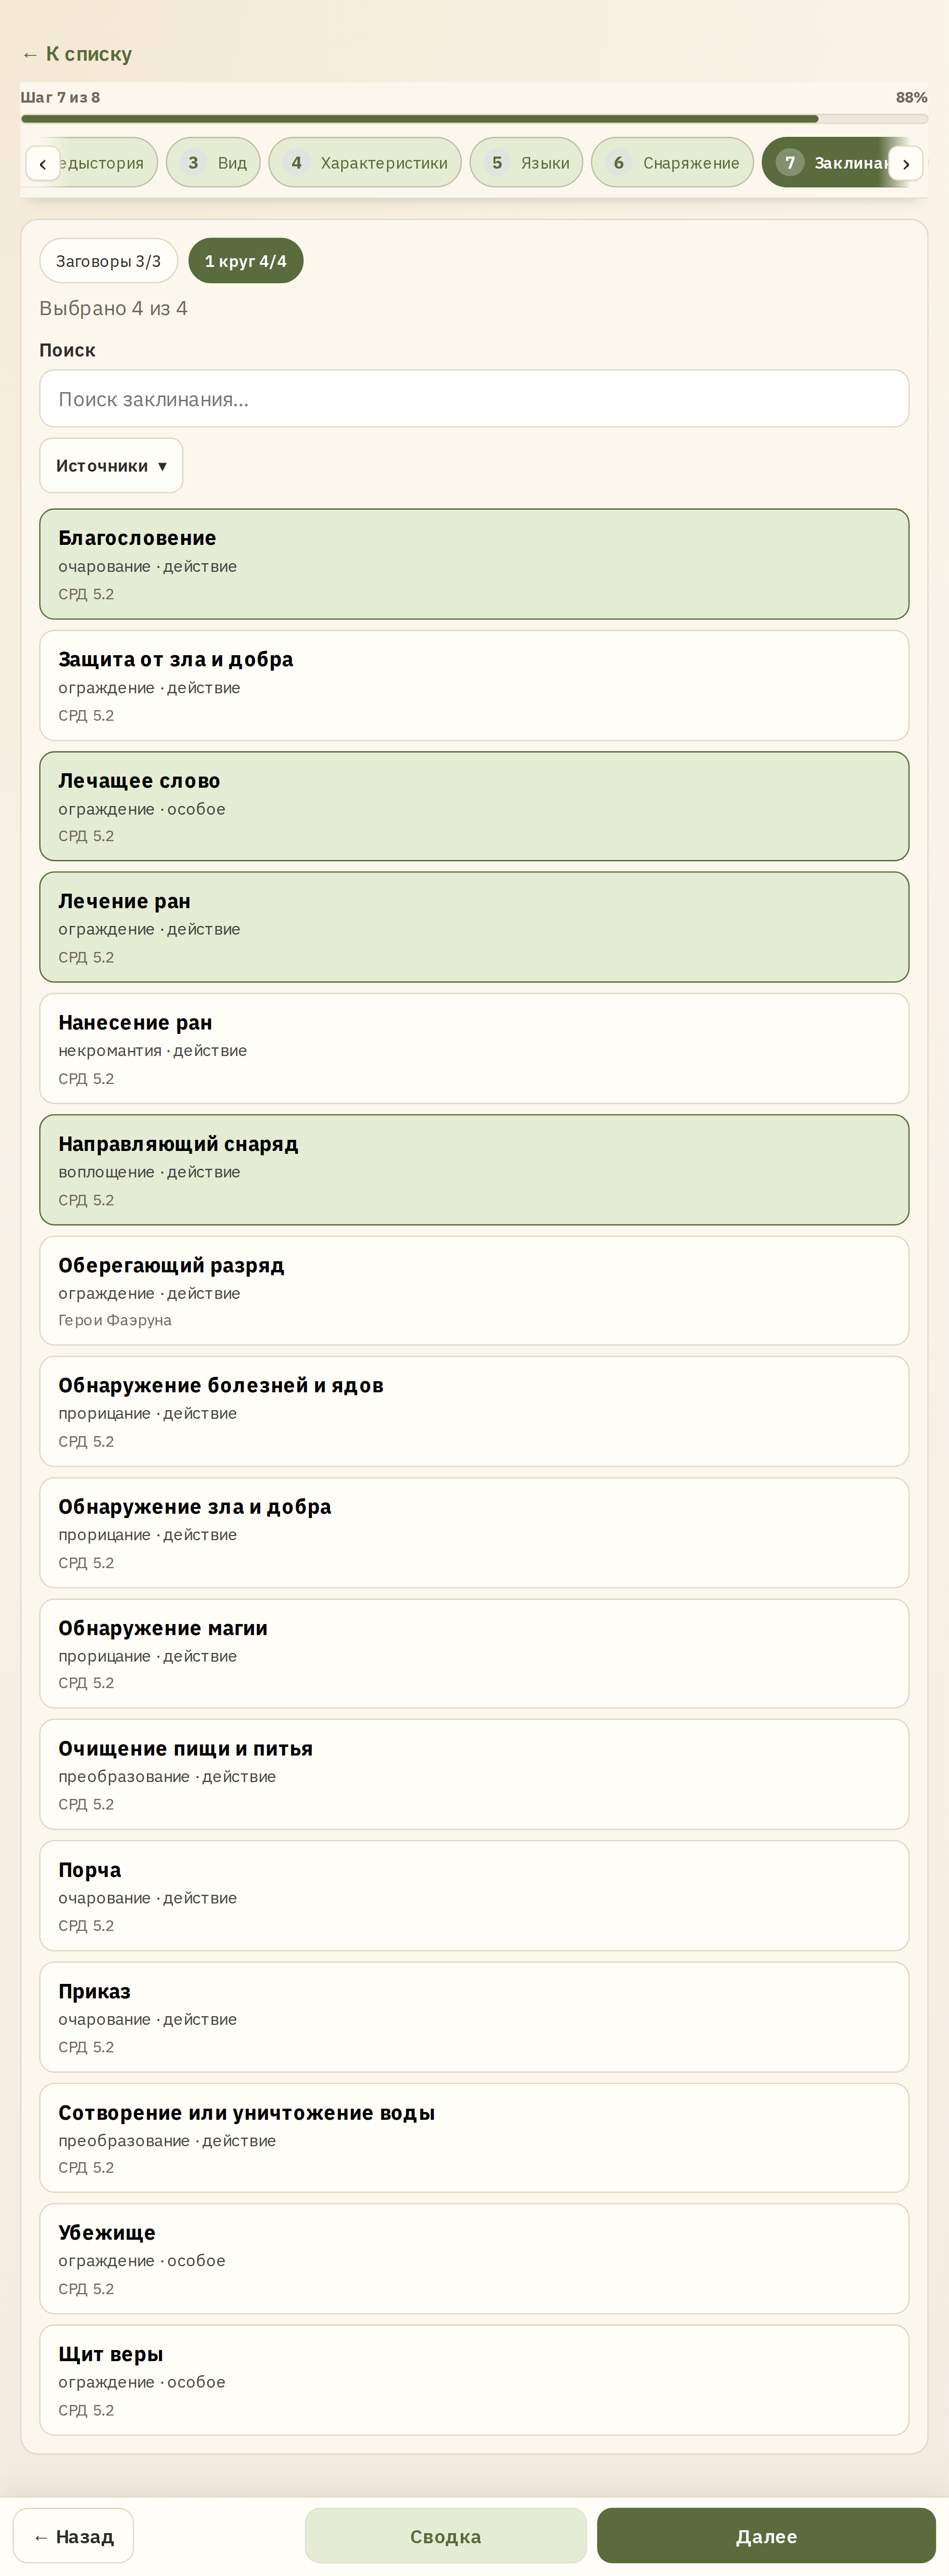 ← К списку
Шаг 7 из 8 88%
‹ едыстория 3 Вид 4 Характеристики 5 Языки 6 Снаряжение 7 Заклинан ›
Заговоры 3/3 1 круг 4/4
Выбрано 4 из 4
Поиск
Поиск заклинания...
Источники ▾
Благословение
очарование · действие
СРД 5.2
Защита от зла и добра
ограждение · действие
СРД 5.2
Лечащее слово
ограждение · особое
СРД 5.2
Лечение ран
ограждение · действие
СРД 5.2
Нанесение ран
некромантия · действие
СРД 5.2
Направляющий снаряд
воплощение · действие
СРД 5.2
Оберегающий разряд
ограждение · действие
Герои Фаэруна
Обнаружение болезней и ядов
прорицание · действие
СРД 5.2
Обнаружение зла и добра
прорицание · действие
СРД 5.2
Обнаружение магии
прорицание · действие
СРД 5.2
Очищение пищи и питья
преобразование · действие
СРД 5.2
Порча
очарование · действие
СРД 5.2
Приказ
очарование · действие
СРД 5.2
Сотворение или уничтожение воды
преобразование · действие
СРД 5.2
Убежище
ограждение · особое
СРД 5.2
Щит веры
ограждение · особое
СРД 5.2
← Назад Сводка Далее